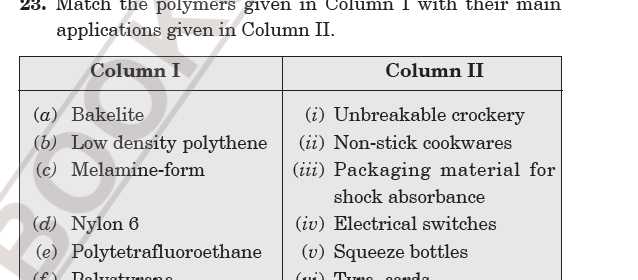 23. Match the polymers given in Column I with their main
applications given in Column II.
Column I Column II
(a) Bakelite (i) Unbreakable crockery
(b) Low density polythene (ii) Non-stick cookwares
(c) Melamine-form (iii) Packaging material for
shock absorbance
(d) Nylon 6 (iv) Electrical switches
(e) Polytetrafluoroethane (v) Squeeze bottles
(f) Polystyrene (vi) Tyre, cords
BOOK